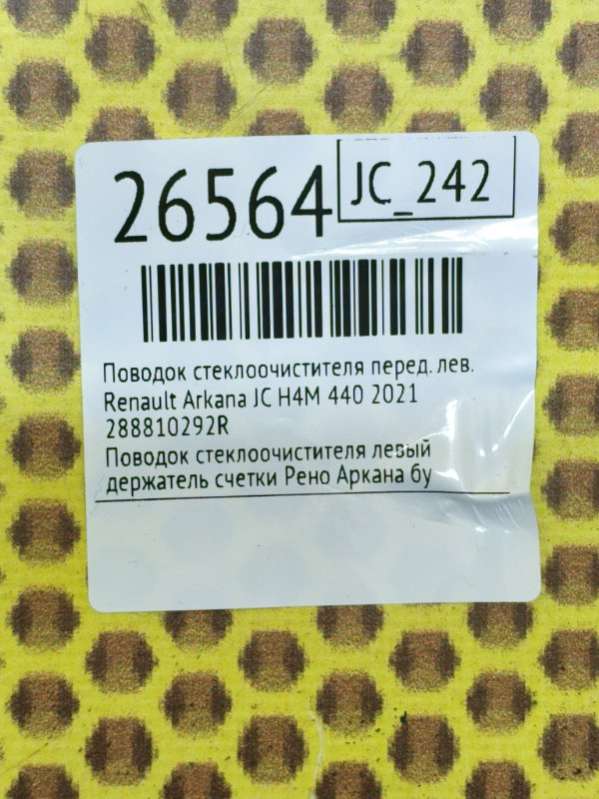 26564
JC_242
Поводок стеклоочистителя перед. лев.
Renault Arkana JC H4M 440 2021
288810292R
Поводок стеклоочистителя левый
держатель счетки Рено Аркана бу